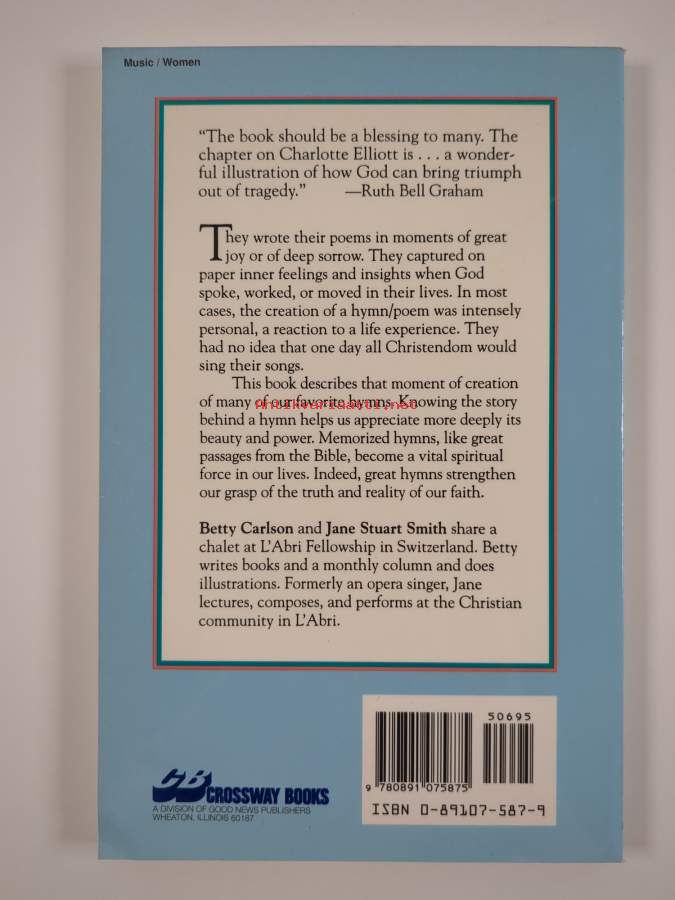 Music / Women
“The book should be a blessing to many. The
chapter on Charlotte Elliott is . . . a wonder-
ful illustration of how God can bring triumph
out of tragedy.” —Ruth Bell Graham
They wrote their poems in moments of great
joy or of deep sorrow. They captured on
paper inner feelings and insights when God
spoke, worked, or moved in their lives. In most
cases, the creation of a hymn/poem was intensely
personal, a reaction to a life experience. They
had no idea that one day all Christendom would
sing their songs.
This book describes that moment of creation
of many of our favorite hymns. Knowing the story
Antikvariaatti.net
behind a hymn helps us appreciate more deeply its
beauty and power. Memorized hymns, like great
passages from the Bible, become a vital spiritual
force in our lives. Indeed, great hymns strengthen
our grasp of the truth and reality of our faith.
Betty Carlson and Jane Stuart Smith share a
chalet at L’Abri Fellowship in Switzerland. Betty
writes books and a monthly column and does
illustrations. Formerly an opera singer, Jane
lectures, composes, and performs at the Christian
community in L’Abri.
50695
9 780891 075875
ISBN 0-89107-587-9
CB CROSSWAY BOOKS
A DIVISION OF GOOD NEWS PUBLISHERS
WHEATON, ILLINOIS 60187